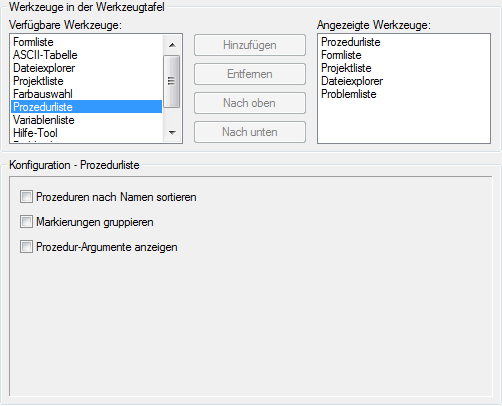 Werkzeuge in der Werkzeugtafel
Verfügbare Werkzeuge:
Formliste
ASCII-Tabelle
Dateiexplorer
Projektliste
Farbauswahl
Prozedurliste
Variablenliste
Hilfe-Tool
Hinzufügen
Entfernen
Nach oben
Nach unten
Angezeigte Werkzeuge:
Prozedurliste
Formliste
Projektliste
Dateiexplorer
Problemliste
Konfiguration - Prozedurliste
Prozeduren nach Namen sortieren
Markierungen gruppieren
Prozedur-Argumente anzeigen